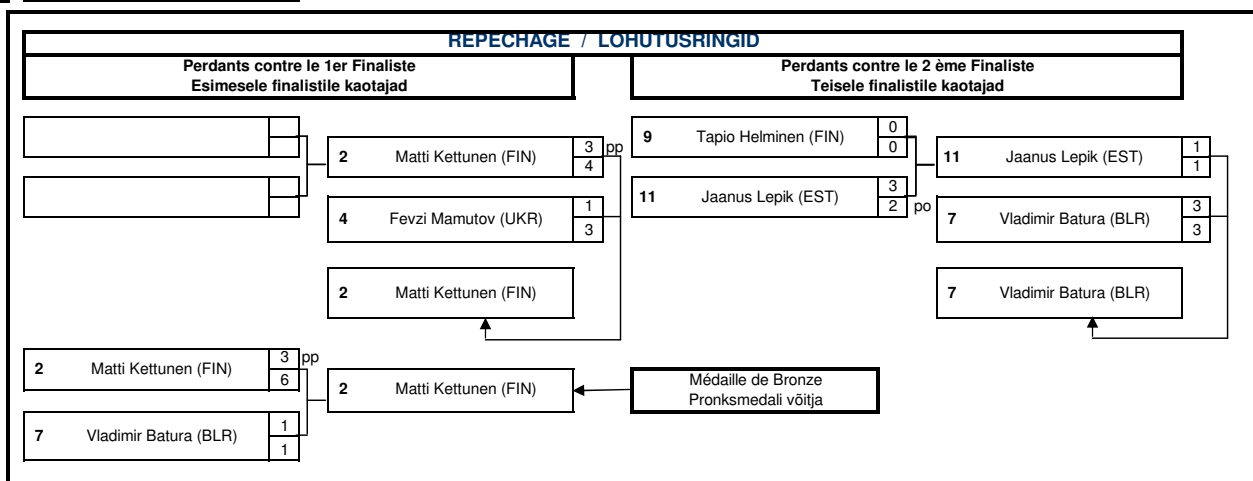 REPECHAGE / LOHUTUSRINGID
Perdants contre le 1er Finaliste
Esimesele finalistile kaotajad
Perdants contre le 2 ème Finaliste
Teisele finalistile kaotajad
2 Matti Kettunen (FIN) 3 pp
4
4 Fevzi Mamutov (UKR) 1
3
2 Matti Kettunen (FIN)
9 Tapio Helminen (FIN) 0
0
11 Jaanus Lepik (EST) 3
2 po
11 Jaanus Lepik (EST) 1
1
7 Vladimir Batura (BLR) 3
3
7 Vladimir Batura (BLR)
2 Matti Kettunen (FIN) 3 pp
6
7 Vladimir Batura (BLR) 1
1
2 Matti Kettunen (FIN)
Médaille de Bronze
Pronksmedali võitja